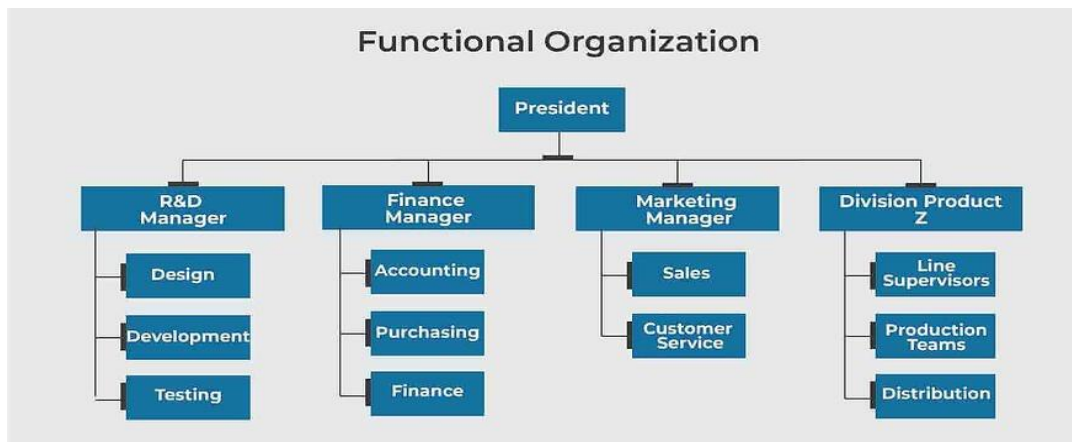 Functional Organization
President
R&D
Manager
Finance
Manager
Marketing
Manager
Division Product
Z
Design
Development
Testing
Accounting
Purchasing
Finance
Sales
Customer
Service
Line
Supervisors
Production
Teams
Distribution